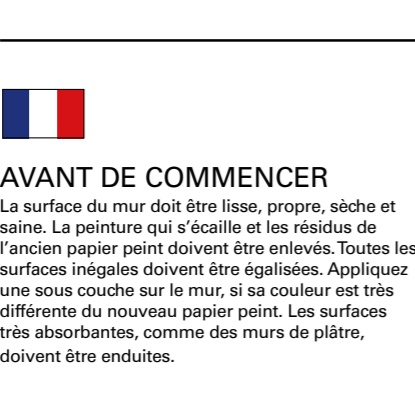 AVANT DE COMMENCER
La surface du mur doit être lisse, propre, sèche et
saine. La peinture qui s’écaille et les résidus de
l’ancien papier peint doivent être enlevés. Toutes les
surfaces inégales doivent être égalisées. Appliquez
une sous couche sur le mur, si sa couleur est très
différente du nouveau papier peint. Les surfaces
très absorbantes, comme des murs de plâtre,
doivent être enduites.